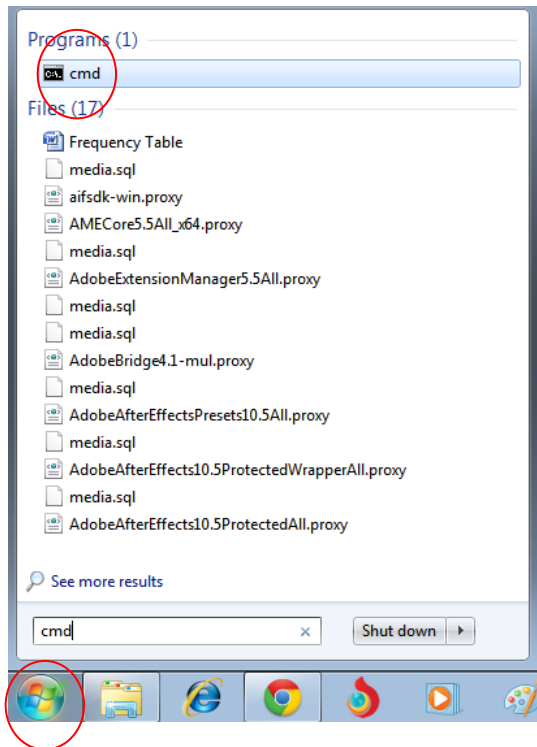 Programs (1)
cmd
Files (17)
Frequency Table
media.sql
aifsdk-win.proxy
AMECore5.5All_x64.proxy
media.sql
AdobeExtensionManager5.5All.proxy
media.sql
media.sql
AdobeBridge4.1-mul.proxy
media.sql
AdobeAfterEffectsPresets10.5All.proxy
media.sql
AdobeAfterEffects10.5ProtectedWrapperAll.proxy
media.sql
AdobeAfterEffects10.5ProtectedAll.proxy
See more results
cmd Shut down